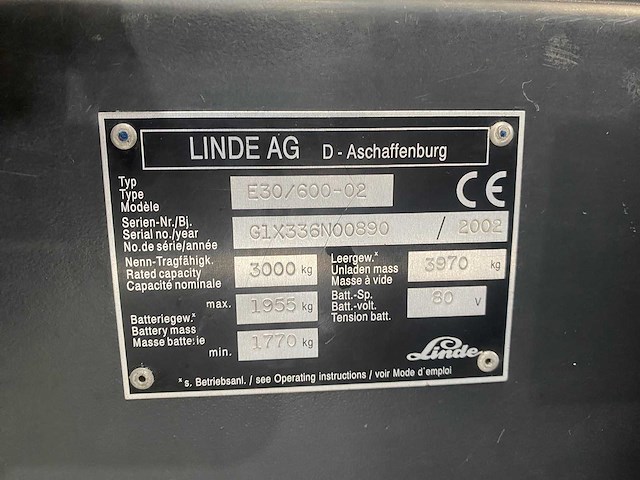 LINDE AG D - Aschaffenburg
Typ
Type
Modèle
E30/600-02
CE
Serien-Nr./Bj.
Serial no./year
No. de série/année
G1X336N00890 / 2002
Nenn-Tragfähigk.
Rated capacity
Capacité nominale
3000 kg
Leergew.*
Unladen mass
Masse à vide
3970 kg
Batteriegew.*
Battery mass
Masse batterie
max. 1955 kg
min. 1770 kg
Batt.-Sp.
Batt.-volt.
Tension batt.
80 V
Linde
*s. Betriebsanl. / see Operating instructions / voir Mode d'emploi